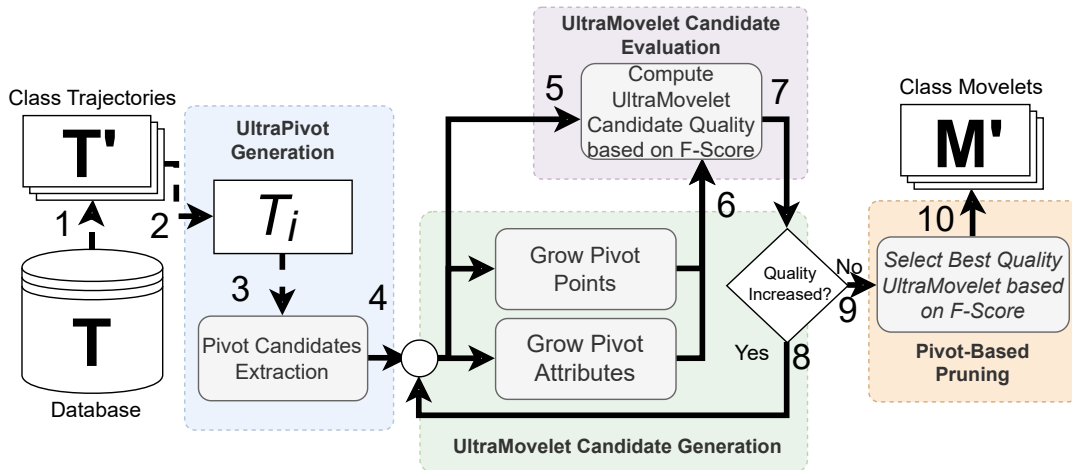 Class Trajectories
T'
1
2
T
Database
UltraPivot
Generation
Ti
3
4
Pivot Candidates
Extraction
UltraMovelet Candidate
Evaluation
5
Compute
UltraMovelet
Candidate Quality
based on F-Score
7
6
Grow Pivot
Points
Grow Pivot
Attributes
UltraMovelet Candidate Generation
Quality
Increased?
No
9
Yes
8
Class Movelets
M'
10
Select Best Quality
UltraMovelet based
on F-Score
Pivot-Based
Pruning